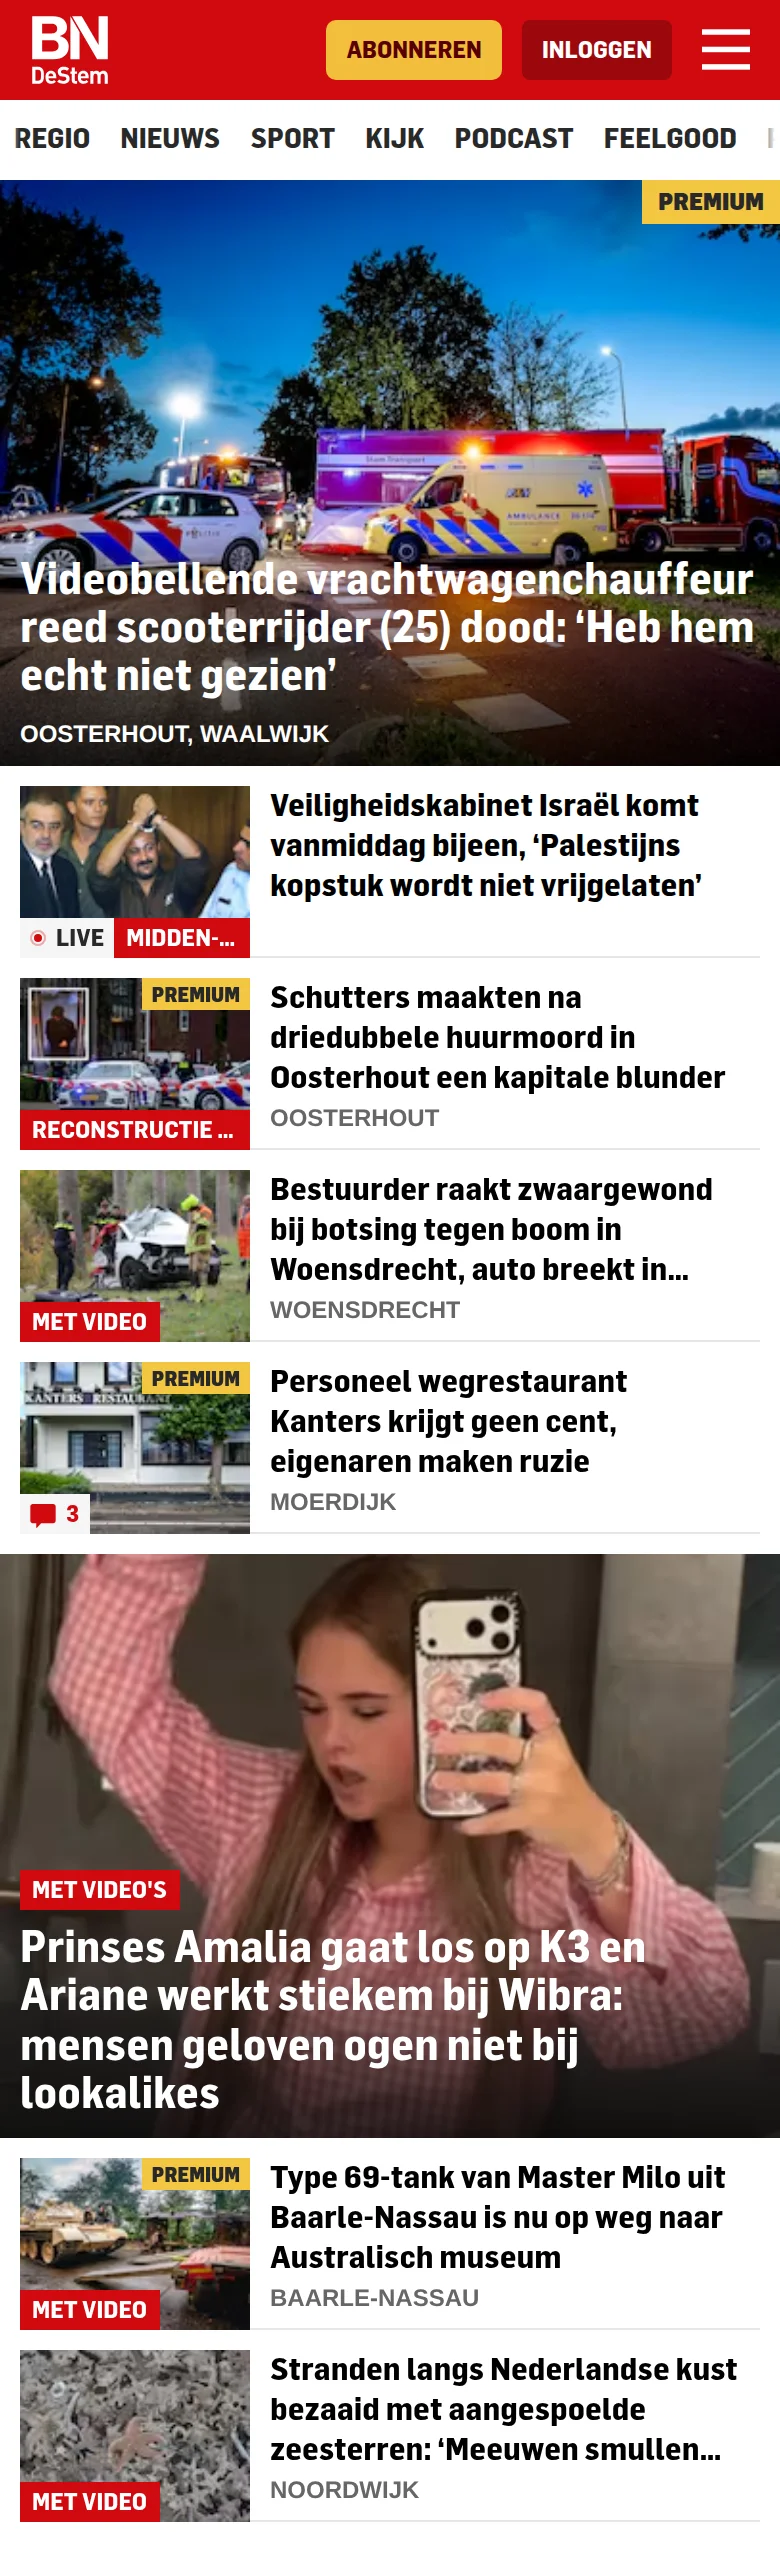 BN
DeStem
ABONNEREN
INLOGGEN
REGIO NIEUWS SPORT KIJK PODCAST FEELGOOD
PREMIUM
Videobellende vrachtwagenchauffeur
reed scooterrijder (25) dood: ‘Heb hem
echt niet gezien’
OOSTERHOUT, WAALWIJK
Veiligheidskabinet Israël komt
vanmiddag bijeen, ‘Palestijns
kopstuk wordt niet vrijgelaten’
LIVE
MIDDEN-...
PREMIUM
RECONSTRUCTIE ...
Schutters maakten na
driedubbele huurmoord in
Oosterhout een kapitale blunder
OOSTERHOUT
MET VIDEO
Bestuurder raakt zwaargewond
bij botsing tegen boom in
Woensdrecht, auto breekt in...
WOENSDRECHT
PREMIUM
KANTERS RESTAURANT
3
Personeel wegrestaurant
Kanters krijgt geen cent,
eigenaren maken ruzie
MOERDIJK
MET VIDEO'S
Prinses Amalia gaat los op K3 en
Ariane werkt stiekem bij Wibra:
mensen geloven ogen niet bij
lookalikes
PREMIUM
MET VIDEO
Type 69-tank van Master Milo uit
Baarle-Nassau is nu op weg naar
Australisch museum
BAARLE-NASSAU
MET VIDEO
Stranden langs Nederlandse kust
bezaaid met aangespoelde
zeesterren: ‘Meeuwen smullen...
NOORDWIJK